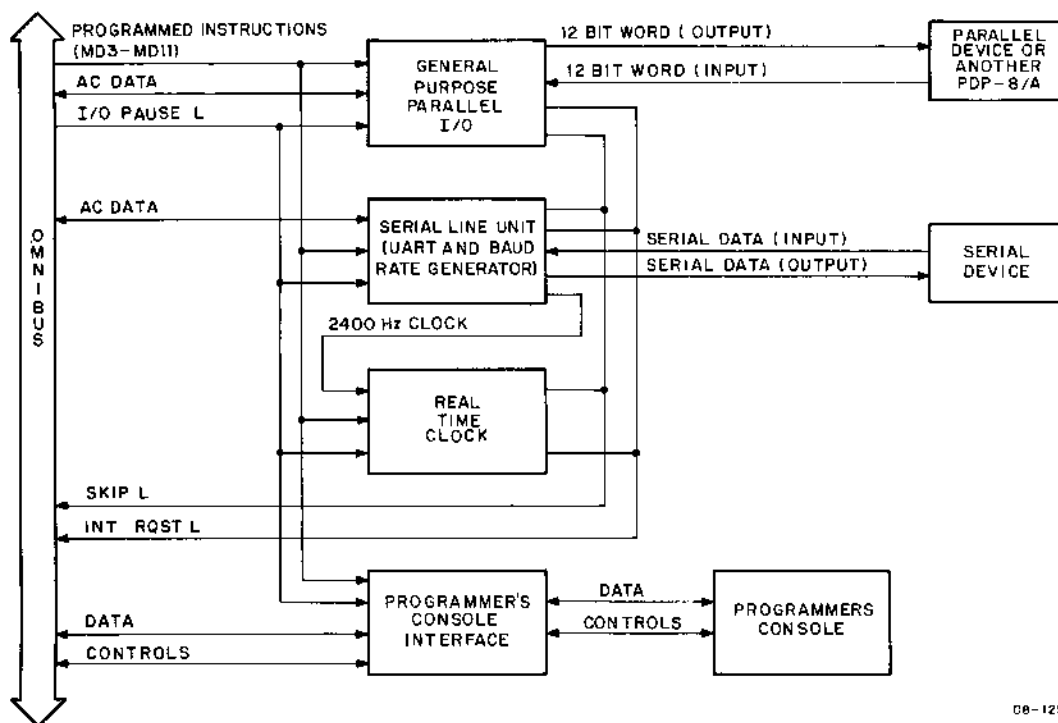 PROGRAMMED INSTRUCTIONS
(MD3-MD11)
AC DATA
I/O PAUSE L
GENERAL
PURPOSE
PARALLEL
I/O
12 BIT WORD (OUTPUT)
12 BIT WORD (INPUT)
PARALLEL
DEVICE OR
ANOTHER
PDP-8/A
OMNIBUS
AC DATA
SERIAL LINE UNIT
(UART AND BAUD
RATE GENERATOR)
SERIAL DATA (INPUT)
SERIAL DATA (OUTPUT)
SERIAL
DEVICE
2400 Hz CLOCK
REAL
TIME
CLOCK
SKIP L
INT RQST L
DATA
CONTROLS
PROGRAMMER'S
CONSOLE
INTERFACE
DATA
CONTROLS
PROGRAMMERS
CONSOLE